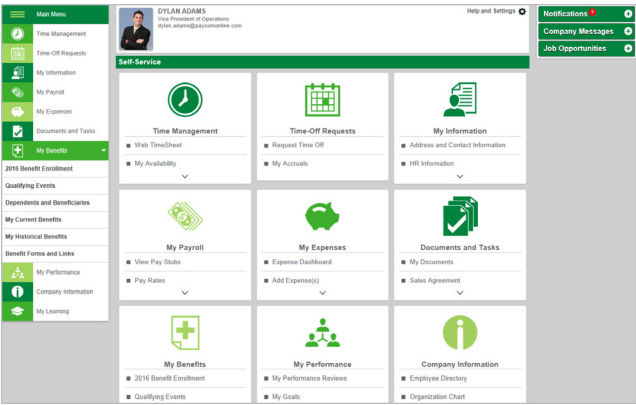 Main Menu
Time Management
Time-Off Requests
My Information
My Payroll
My Expenses
Documents and Tasks
My Benefits
2016 Benefit Enrollment
Qualifying Events
Dependents and Beneficiaries
My Current Benefits
My Historical Benefits
Benefit Forms and Links
My Performance
Company Information
My Learning
DYLAN ADAMS
Vice President of Operations
dylan.adams@paycomonline.com
Help and Settings
Self-Service
Time Management
Web TimeSheet
My Availability
Time-Off Requests
Request Time Off
My Accruals
My Information
Address and Contact Information
HR Information
My Payroll
View Pay Stubs
Pay Rates
My Expenses
Expense Dashboard
Add Expense(s)
Documents and Tasks
My Documents
Sales Agreement
My Benefits
2016 Benefit Enrollment
Qualifying Events
My Performance
My Performance Reviews
My Goals
Company Information
Employee Directory
Organization Chart
Notifications
Company Messages
Job Opportunities